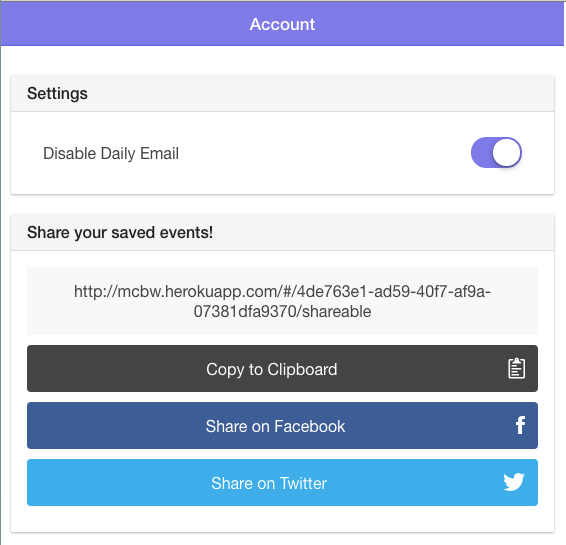 Account
Settings
Disable Daily Email
Share your saved events!
http://mcbw.herokuapp.com/#/4de763e1-ad59-40f7-af9a-
07381dfa9370/shareable
Copy to Clipboard
Share on Facebook
Share on Twitter